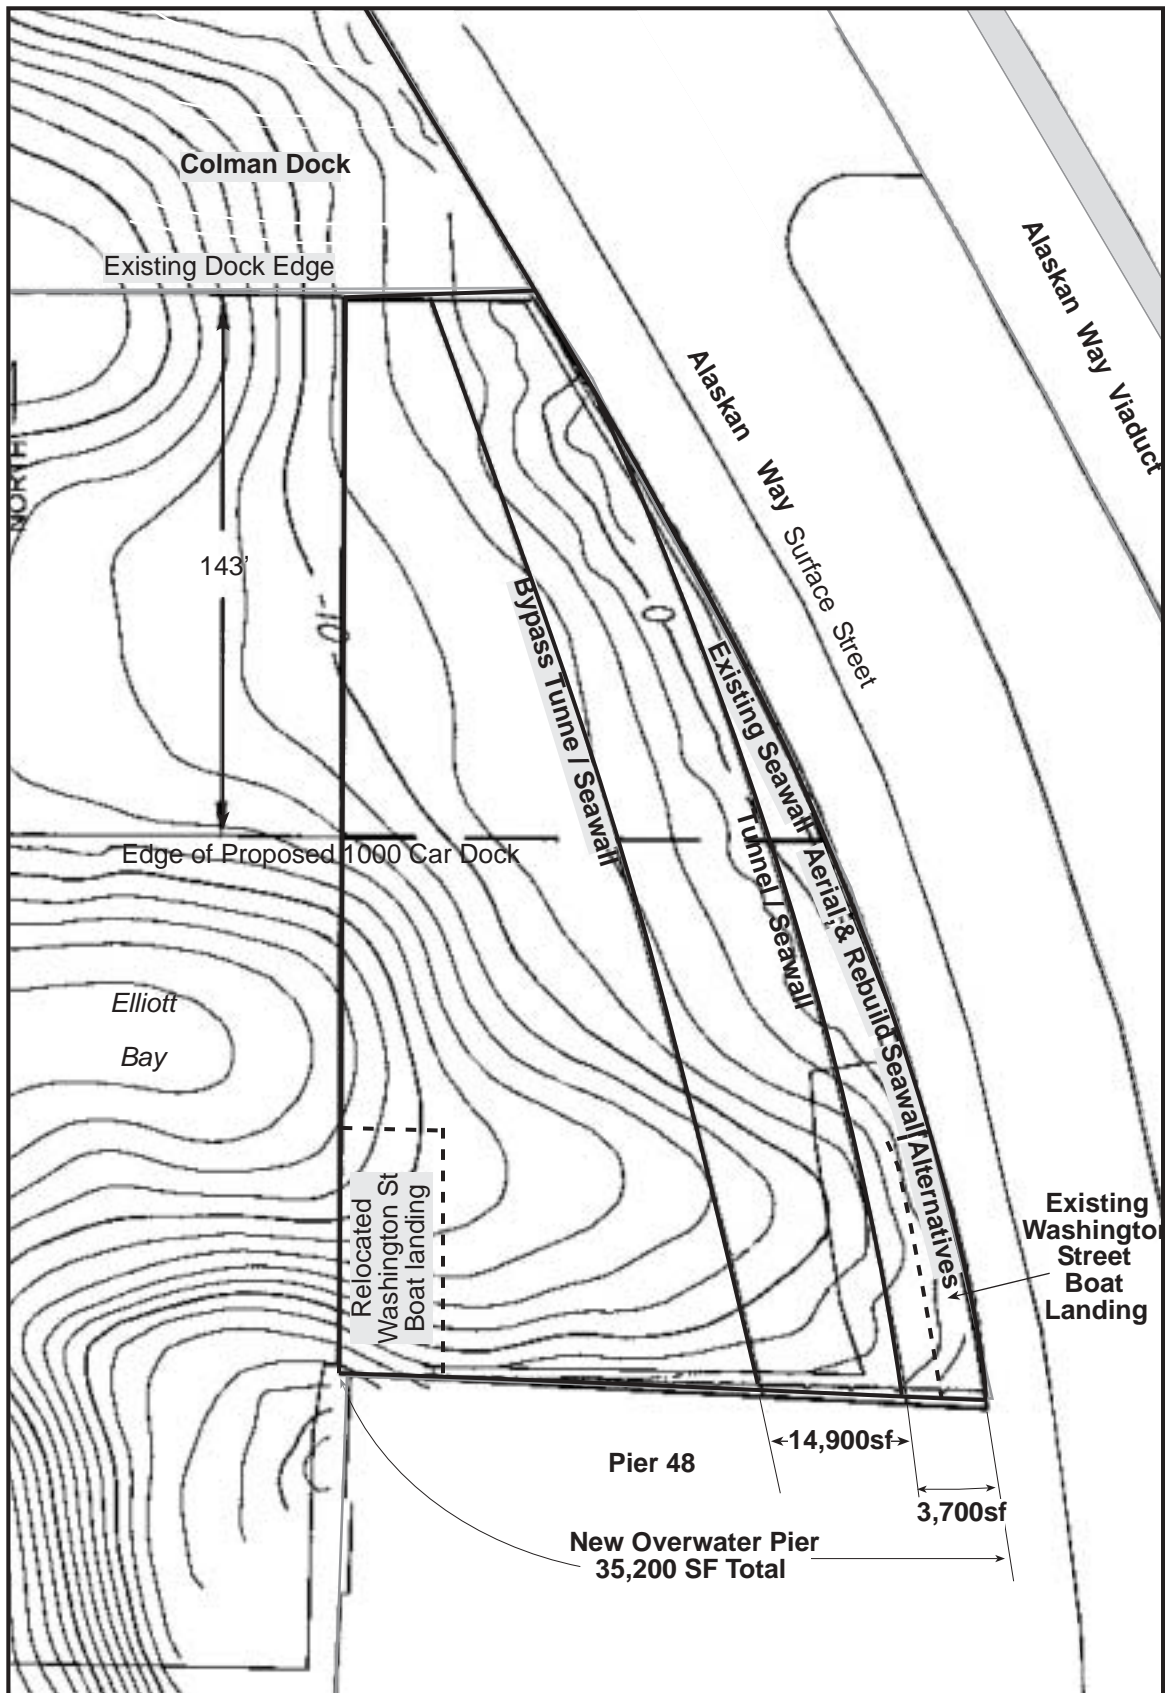 Colman Dock
Existing Dock Edge
Alaskan Way Viaduct
Alaskan Way Surface Street
NORTH
143'
-10
0
Bypass Tunne / Seawall
Existing Seawall Aerial, & Rebuild Seawall Alternatives
Tunnel / Seawall
Edge of Proposed 1000 Car Dock
Elliott
Bay
Relocated
Washington St
Boat landing
Existing
Washington
Street
Boat
Landing
14,900sf
Pier 48
3,700sf
New Overwater Pier
35,200 SF Total